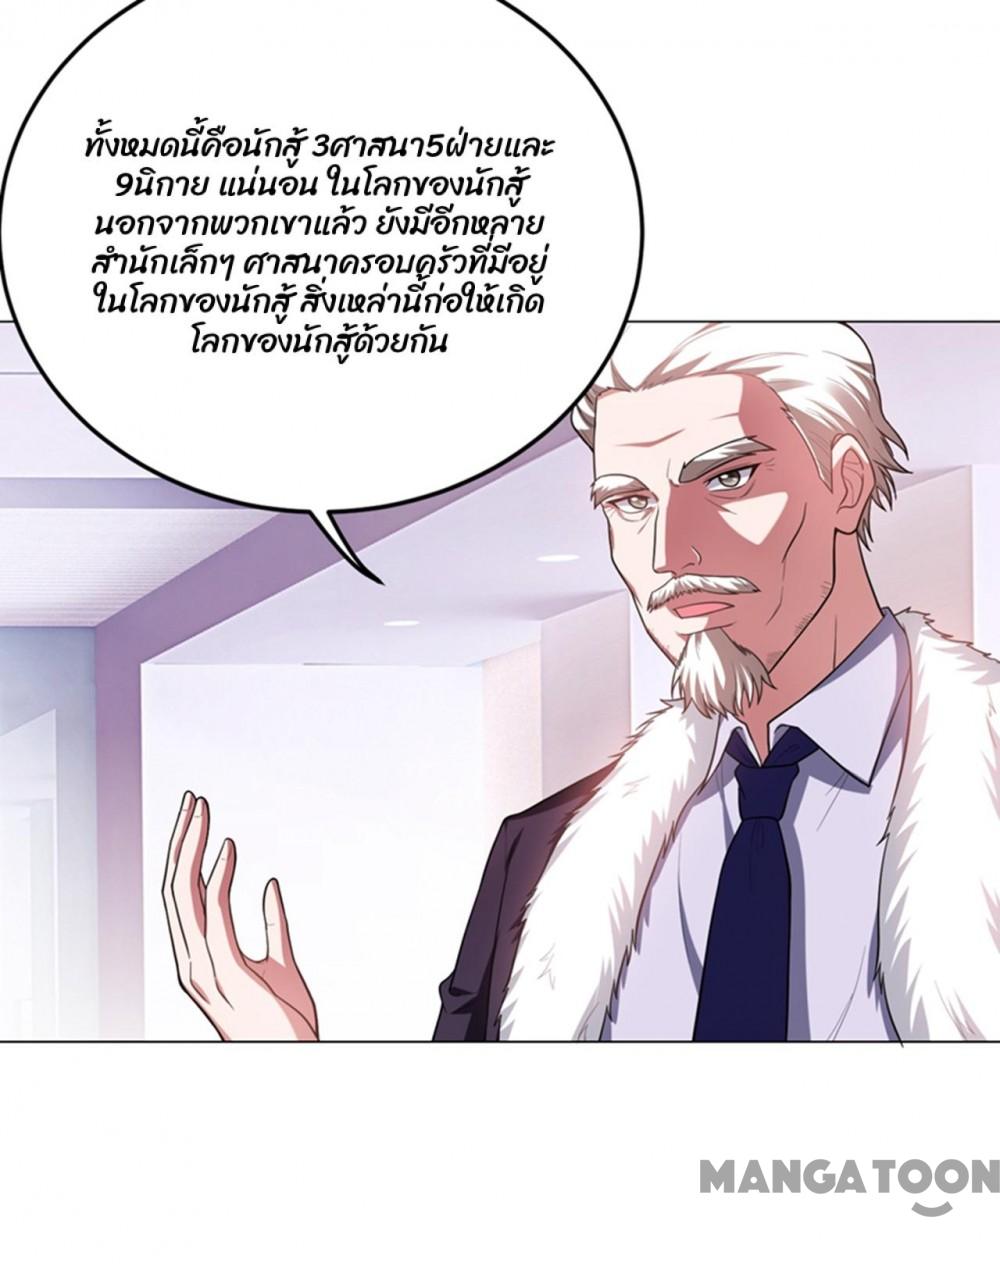 ทั้งหมดนี้คือนักสู้ 3ศาสนา5ฝ่ายและ
9นิกาย แน่นอน ในโลกของนักสู้
นอกจากพวกเขาแล้ว ยังมีอีกหลาย
สำนักเล็กๆ ศาสนาครอบครัวที่มีอยู่
ในโลกของนักสู้ สิ่งเหล่านี้ก่อให้เกิด
โลกของนักสู้ด้วยกัน
MANGATOON